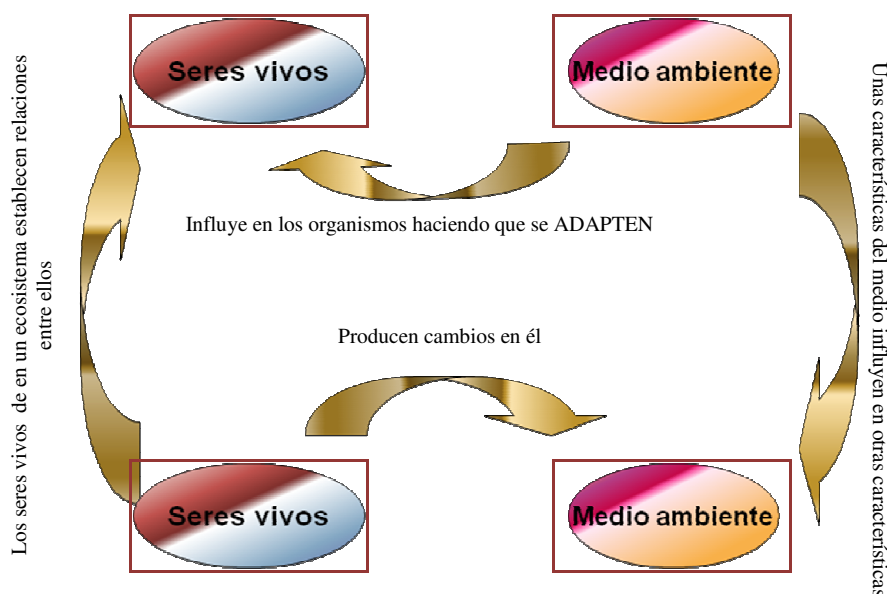 Seres vivos
Medio ambiente
Los seres vivos de en un ecosistema establecen relaciones
entre ellos
Unas características del medio influyen en otras características
Influye en los organismos haciendo que se ADAPTEN
Producen cambios en él
Seres vivos
Medio ambiente